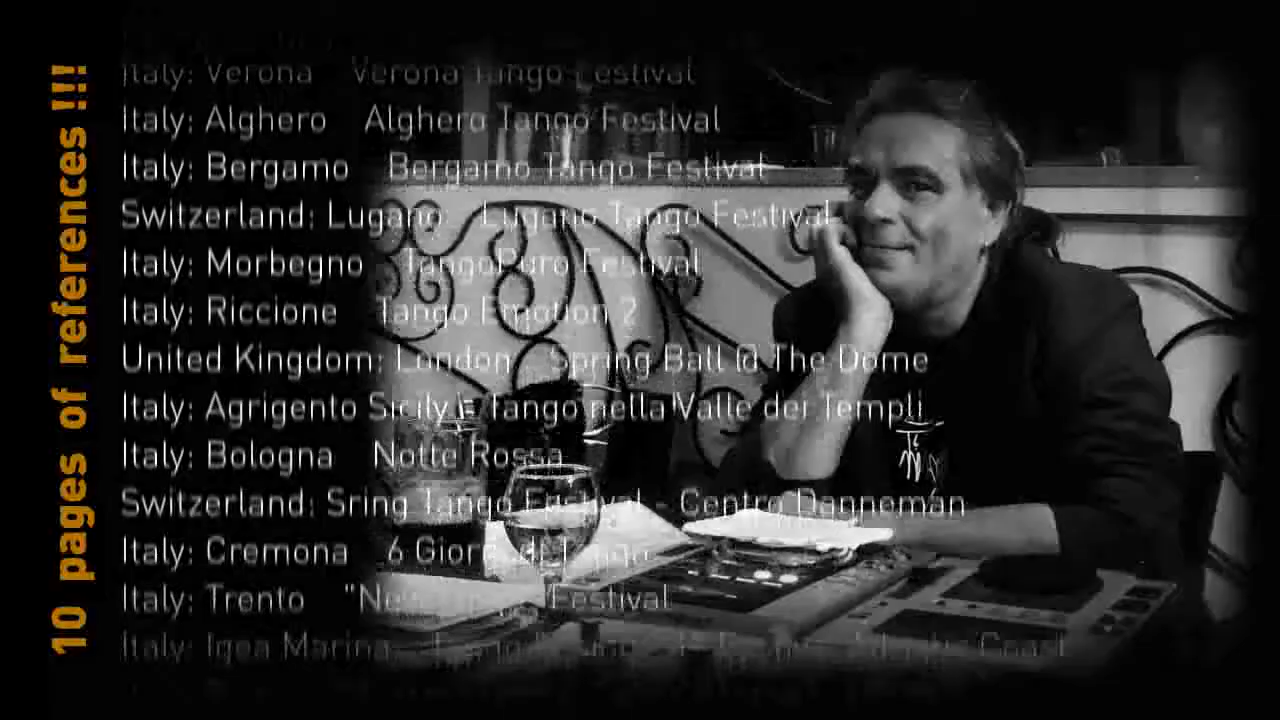 10 pages of references !!!
Italy: Verona Verona Tango Festival
Italy: Alghero Alghero Tango Festival
Italy: Bergamo Bergamo Tango Festival
Switzerland: Lugano Lugano Tango Festival
Italy: Morbegno TangoPuro Festival
Italy: Riccione Tango Emotion 2
United Kingdom: London Spring Ball @ The Dome
Italy: Agrigento Sicily Tango nella Valle dei Templi
Italy: Bologna Notte Rossa
Switzerland: Sring Tango Festival - Centro Danneman
Italy: Cremona 6 Giorni di Tango
Italy: Trento Festival
Italy: Igea Marina Coast